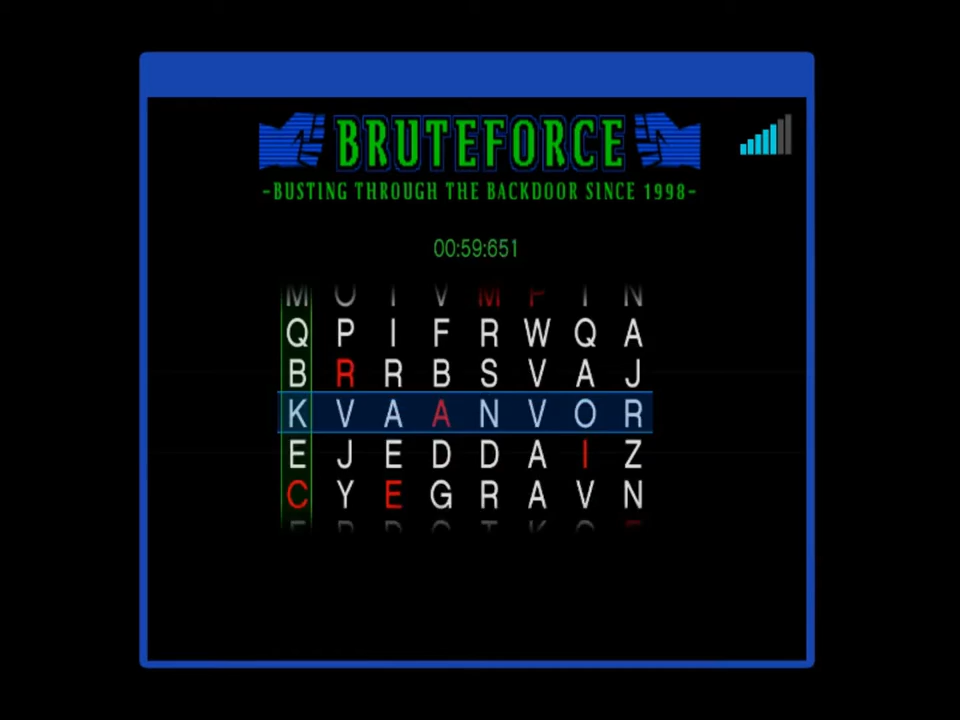 BRUTEFORCE
-BUSTING THROUGH THE BACKDOOR SINCE 1998-
00:59:651
M O I V M P I N
Q P I F R W Q A
B R R B S V A J
K V A A N V O R
E J E D D A I Z
C Y E G R A V N